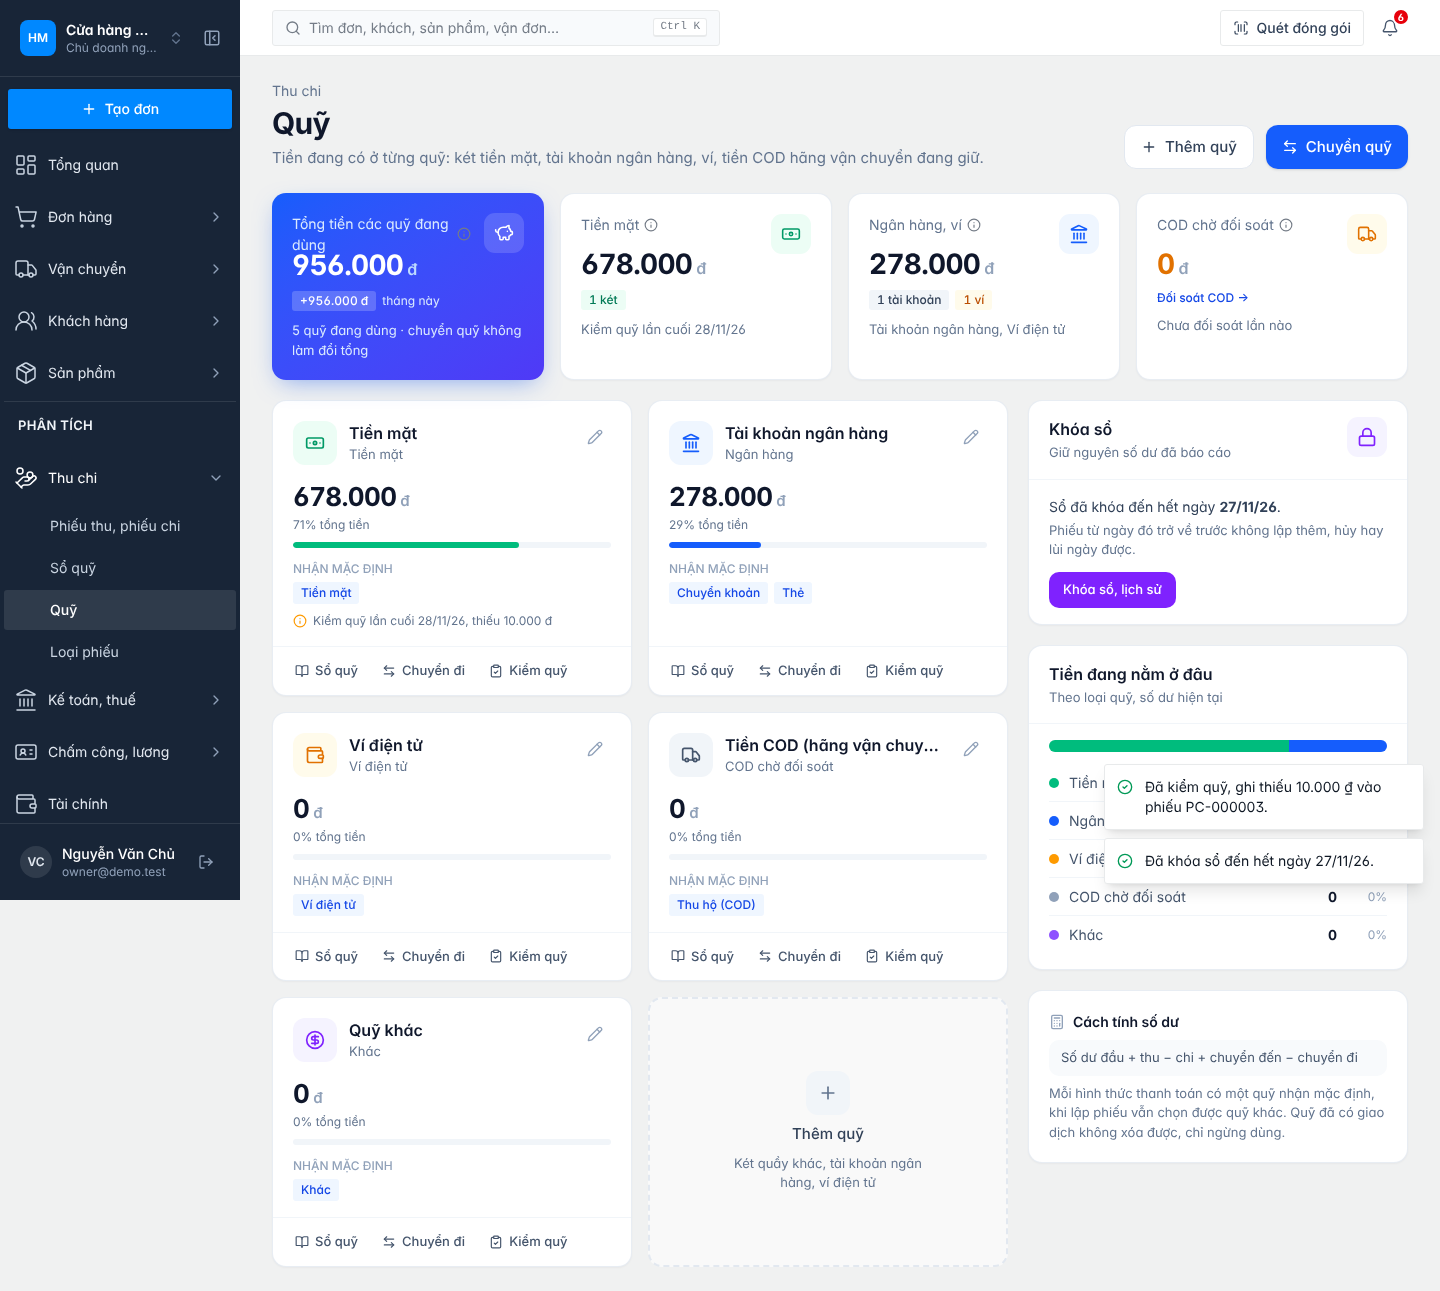 HM
Cửa hàng ...
Chủ doanh ng...
Tạo đơn
Tổng quan
Đơn hàng
Vận chuyển
Khách hàng
Sản phẩm
PHÂN TÍCH
Thu chi
Phiếu thu, phiếu chi
Sổ quỹ
Quỹ
Loại phiếu
Kế toán, thuế
Chấm công, lương
Tài chính
VC
Nguyễn Văn Chủ
owner@demo.test
Tìm đơn, khách, sản phẩm, vận đơn...
Ctrl K
Quét đóng gói
6
Thu chi
Quỹ
Tiền đang có ở từng quỹ: két tiền mặt, tài khoản ngân hàng, ví, tiền COD hãng vận chuyển đang giữ.
Thêm quỹ
Chuyển quỹ
Tổng tiền các quỹ đang
dùng
956.000 đ
+956.000 đ tháng này
5 quỹ đang dùng · chuyển quỹ không
làm đổi tổng
Tiền mặt
678.000 đ
1 két
Kiểm quỹ lần cuối 28/11/26
Ngân hàng, ví
278.000 đ
1 tài khoản 1 ví
Tài khoản ngân hàng, Ví điện tử
COD chờ đối soát
0 đ
Đối soát COD →
Chưa đối soát lần nào
Tiền mặt
Tiền mặt
678.000 đ
71% tổng tiền
NHẬN MẶC ĐỊNH
Tiền mặt
Kiểm quỹ lần cuối 28/11/26, thiếu 10.000 đ
Sổ quỹ Chuyển đi Kiểm quỹ
Tài khoản ngân hàng
Ngân hàng
278.000 đ
29% tổng tiền
NHẬN MẶC ĐỊNH
Chuyển khoản Thẻ
Sổ quỹ Chuyển đi Kiểm quỹ
Ví điện tử
Ví điện tử
0 đ
0% tổng tiền
NHẬN MẶC ĐỊNH
Ví điện tử
Sổ quỹ Chuyển đi Kiểm quỹ
Tiền COD (hãng vận chuy...
COD chờ đối soát
0 đ
0% tổng tiền
NHẬN MẶC ĐỊNH
Thu hộ (COD)
Sổ quỹ Chuyển đi Kiểm quỹ
Quỹ khác
Khác
0 đ
0% tổng tiền
NHẬN MẶC ĐỊNH
Khác
Sổ quỹ Chuyển đi Kiểm quỹ
Thêm quỹ
Két quầy khác, tài khoản ngân
hàng, ví điện tử
Khóa sổ
Giữ nguyên số dư đã báo cáo
Sổ đã khóa đến hết ngày 27/11/26.
Phiếu từ ngày đó trở về trước không lập thêm, hủy hay
lùi ngày được.
Khóa sổ, lịch sử
Tiền đang nằm ở đâu
Theo loại quỹ, số dư hiện tại
Tiền
Đã kiểm quỹ, ghi thiếu 10.000 ₫ vào
phiếu PC-000003.
Ngân
Ví
Đã khóa sổ đến hết ngày 27/11/26.
COD chờ đối soát 0 0%
Khác 0 0%
Cách tính số dư
Số dư đầu + thu − chi + chuyển đến − chuyển đi
Mỗi hình thức thanh toán có một quỹ nhận mặc định,
khi lập phiếu vẫn chọn được quỹ khác. Quỹ đã có giao
dịch không xóa được, chỉ ngừng dùng.